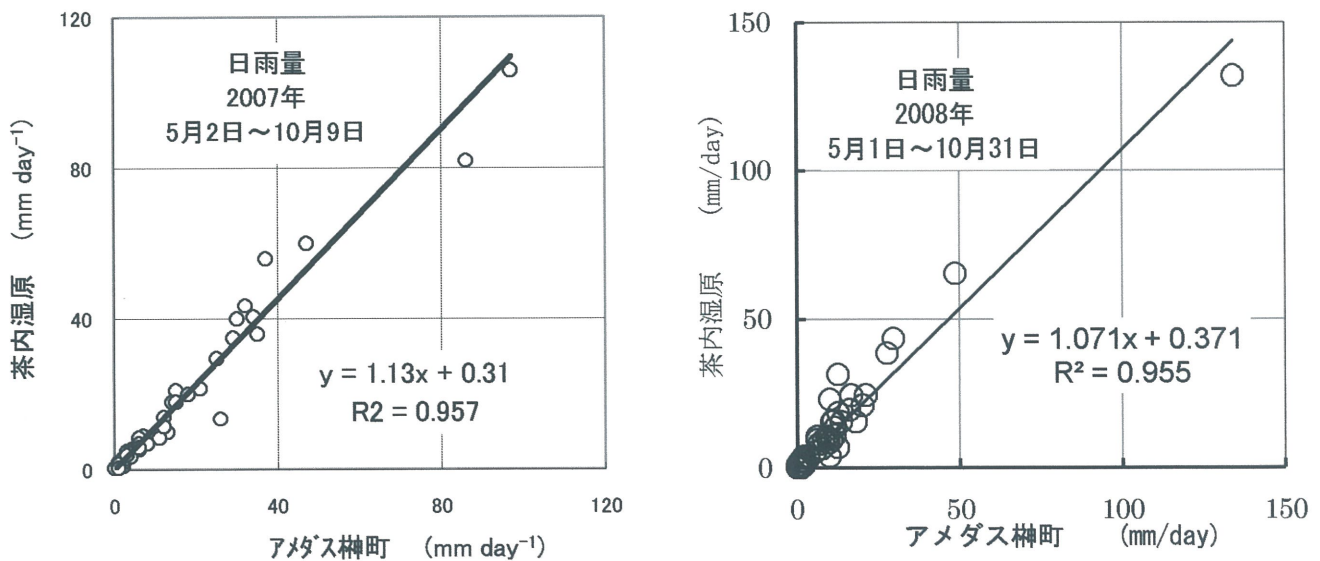 120
80
40
0
0
40
80
120
日雨量
2007年
5月2日～10月9日
y = 1.13x + 0.31
R2 = 0.957
茶内湿原 (mm day⁻¹)
アメダス榊町 (mm day⁻¹)
150
100
50
0
0
50
100
150
日雨量
2008年
5月1日～10月31日
y = 1.071x + 0.371
R² = 0.955
茶内湿原 (mm/day)
アメダス榊町 (mm/day)